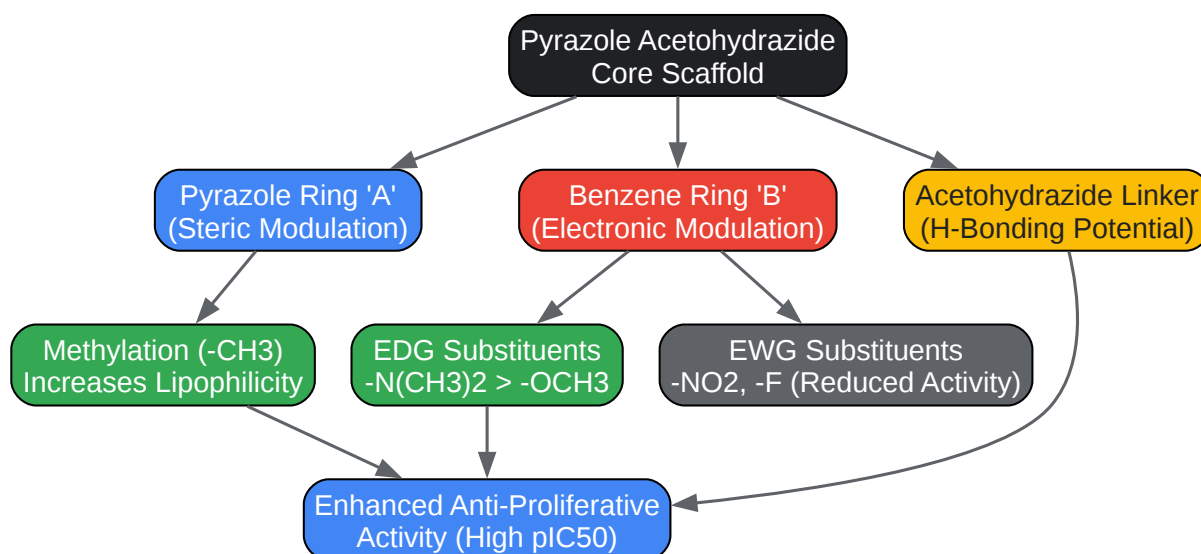 Pyrazole Acetohydrazide
Core Scaffold
Pyrazole Ring 'A'
(Steric Modulation)
Benzene Ring 'B'
(Electronic Modulation)
Acetohydrazide Linker
(H-Bonding Potential)
Methylation (-CH3)
Increases Lipophilicity
EDG Substituents
-N(CH3)2 > -OCH3
EWG Substituents
-NO2, -F (Reduced Activity)
Enhanced Anti-Proliferative
Activity (High pIC50)